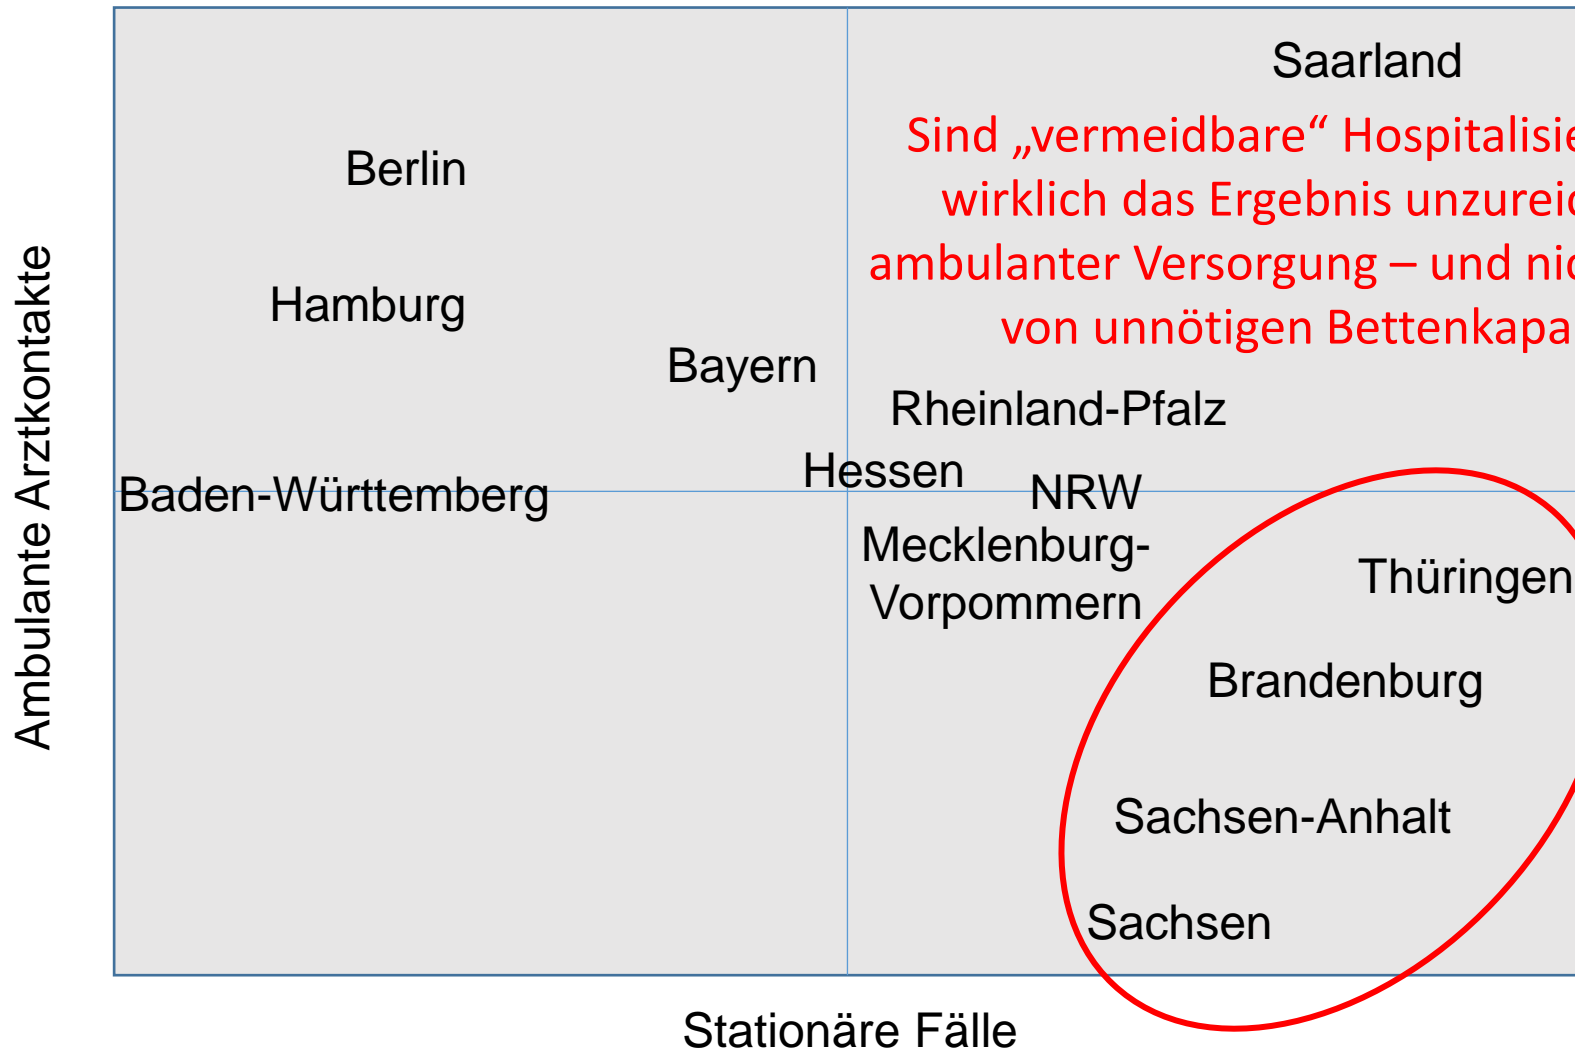 Saarland
Sind „vermeidbare“ Hospitalisie
wirklich das Ergebnis unzureic
ambulanter Versorgung – und nic
von unnötigen Bettenkapa
Berlin
Hamburg
Bayern
Rheinland-Pfalz
Hessen
NRW
Baden-Württemberg
Mecklenburg-
Vorpommern
Thüringen
Brandenburg
Sachsen-Anhalt
Sachsen
Ambulante Arztkontakte
Stationäre Fälle